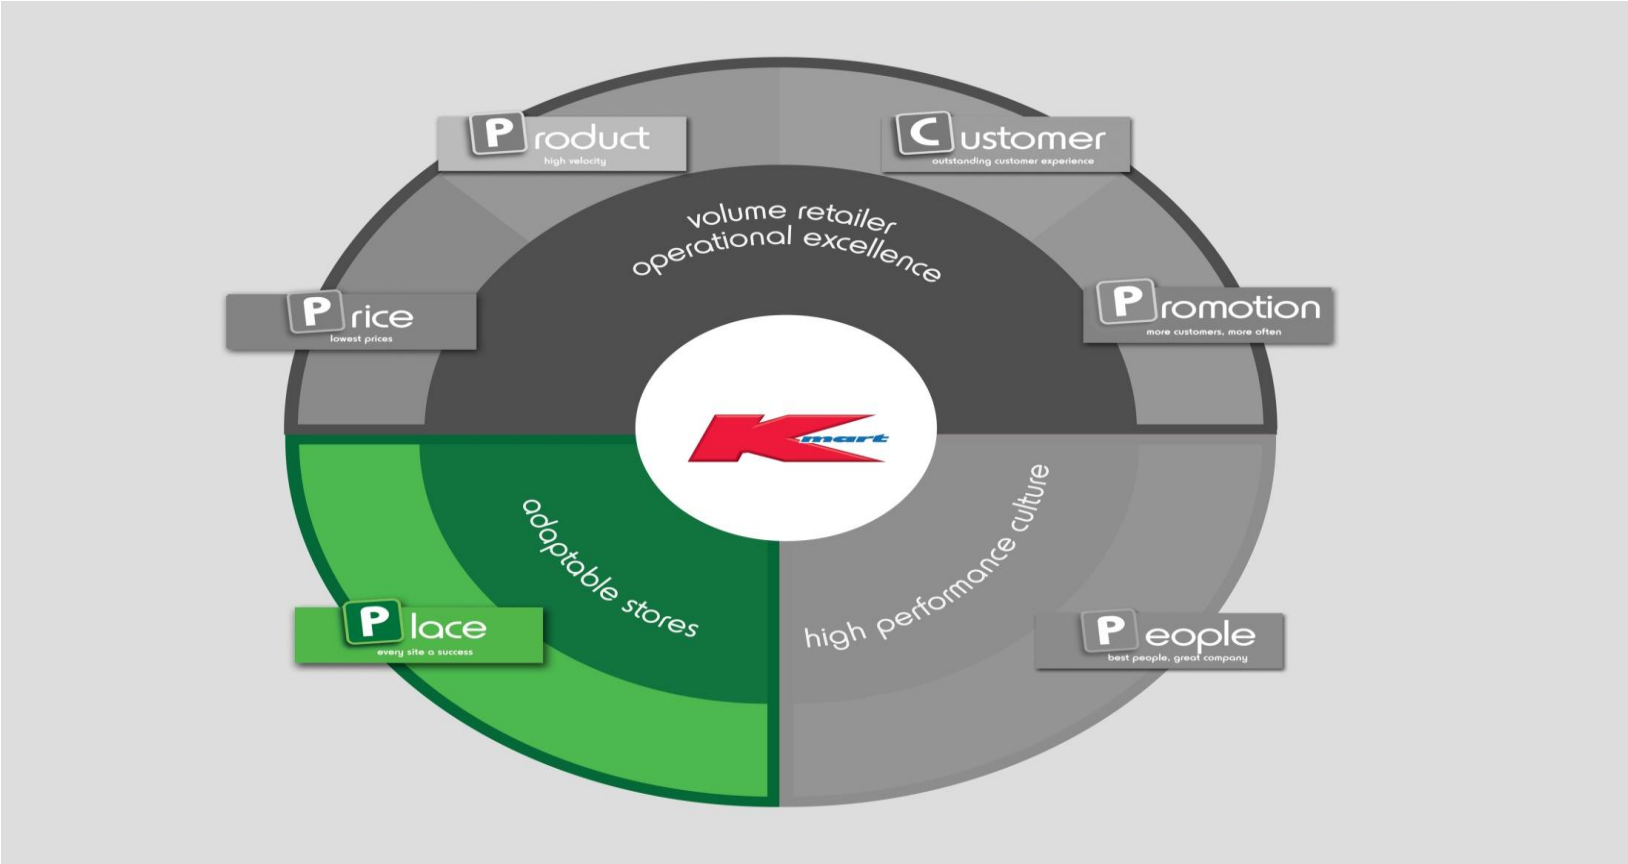 Product
high velocity
Customer
outstanding customer experience
volume retailer
operational excellence
Price
lowest prices
Promotion
more customers, more often
Kmart
adaptable stores
high performance culture
Place
every site a success
People
best people, great company